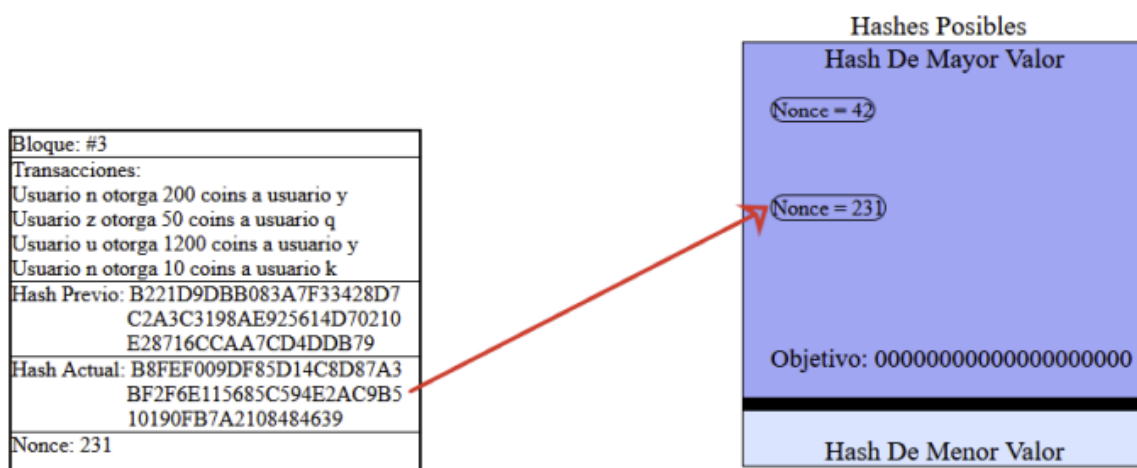 Bloque: #3
Transacciones:
Usuario n otorga 200 coins a usuario y
Usuario z otorga 50 coins a usuario q
Usuario u otorga 1200 coins a usuario y
Usuario n otorga 10 coins a usuario k
Hash Previo: B221D9DBB083A7F33428D7
C2A3C3198AE925614D70210
E28716CCAA7CD4DDB79
Hash Actual: B8FEF009DF85D14C8D87A3
BF2F6E115685C594E2AC9B5
10190FB7A2108484639
Nonce: 231
Hashes Posibles
Hash De Mayor Valor
Nonce = 42
Nonce = 231
Objetivo: 00000000000000000000
Hash De Menor Valor